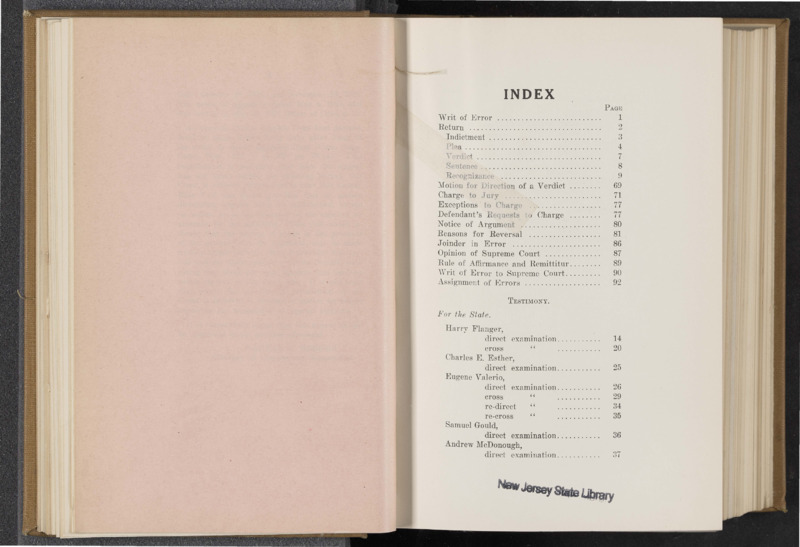 INDEX
PAGE
Writ of Error .......................... 1
Return ................................. 2
Indictment ............................ 3
Plea .................................. 4
Verdict ............................... 7
Sentence .............................. 8
Recognizance ......................... 9
Motion for Direction of a Verdict ........ 69
Charge to Jury ......................... 71
Exceptions to Charge ................... 77
Defendant's Requests to Charge ........ 77
Notice of Argument .................... 80
Reasons for Reversal .................. 81
Joinder in Error ...................... 86
Opinion of Supreme Court .............. 87
Rule of Affirmance and Remittitur........ 89
Writ of Error to Supreme Court......... 90
Assignment of Errors ................... 92
TESTIMONY.
For the State.
Harry Flanger,
direct examination........... 14
cross " ........... 20
Charles E. Esther,
direct examination........... 25
Eugene Valerio,
direct examination........... 26
cross " ........... 29
re-direct " ........... 34
re-cross " ........... 35
Samuel Gould,
direct examination........... 36
Andrew McDonough,
direct examination........... 37
New Jersey State Library